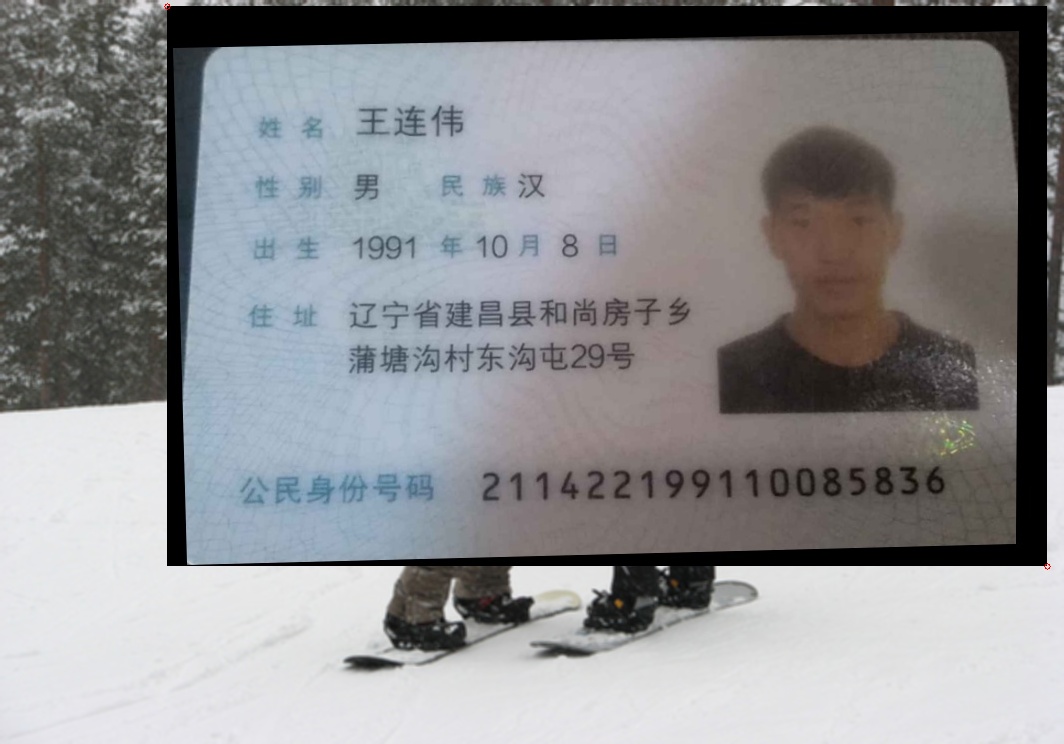 姓名 王连伟
性别 男 民族 汉
出生 1991 年 10 月 8 日
住址 辽宁省建昌县和尚房子乡
蒲塘沟村东沟屯29号
公民身份号码 211422199110085836